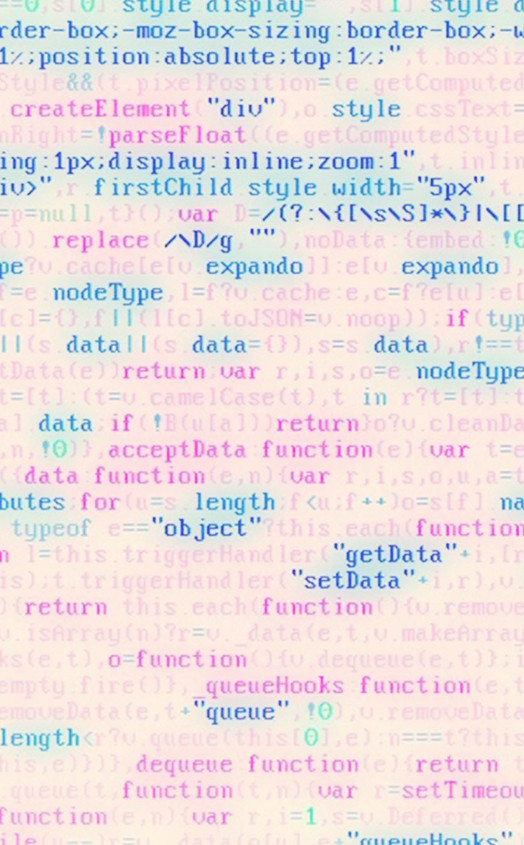 ==0,s[0].style.display="",s[1].style.d
rder-box;-moz-box-sizing:border-box;-w
1%;position:absolute;top:1%;",t.boxSiz
Style&&(t.pixelPosition=(e.getComputed
.createElement("div"),o.style.cssText=
nRight=!parseFloat((e.getComputedStyle
ing:1px;display:inline;zoom:1",t.inlin
iv>",r.firstChild.style.width="5px",
=p=null,t}();var D=/(?:\{[\s\S]*\}|\[[
()).replace(/\D/g,""),noData:{embed:!0
pe?v.cache[e[v.expando]]:e[v.expando]
f=e.nodeType,l=f?v.cache:e,c=f?e[u]:e[
[c]={},f||(l[c].toJSON=v.noop));if(typ
||(s.data||(s.data={}),s=s.data),r!==t
tData(e))return;var r,i,s,o=e.nodeType
=[t]:(t=v.camelCase(t),t in r?t=[t]:t
a].data;if(!B(u[a]))return}o?v.cleanDa
,n,!0)},acceptData:function(e){var t=e
({data:function(e,n){var r,i,s,o,u,a=t
butes;for(u=s.length;f<u;f++)o=s[f].na
typeof e=="object"?this.each(function
n l=this.triggerHandler("getData"+i,[r
is);t.triggerHandler("setData"+i,r),v.
){return this.each(function(){v.remove
v.isArray(n)?r=v._data(e,t,v.makeArray
ks(e,t),o=function(){v.dequeue(e,t)};i
empty.fire()},_queueHooks:function(e,t
emoveData(e,t+"queue",!0),v.removeData
length<r?v.queue(this[0],e):n===t?this
his,e)})},dequeue:function(e){return t
.queue(t,function(t,n){var r=setTimeou
function(e,n){var r,i=1,s=v.Deferred()
ile(n--)r=v._data(o[u],e+"queueHooks"